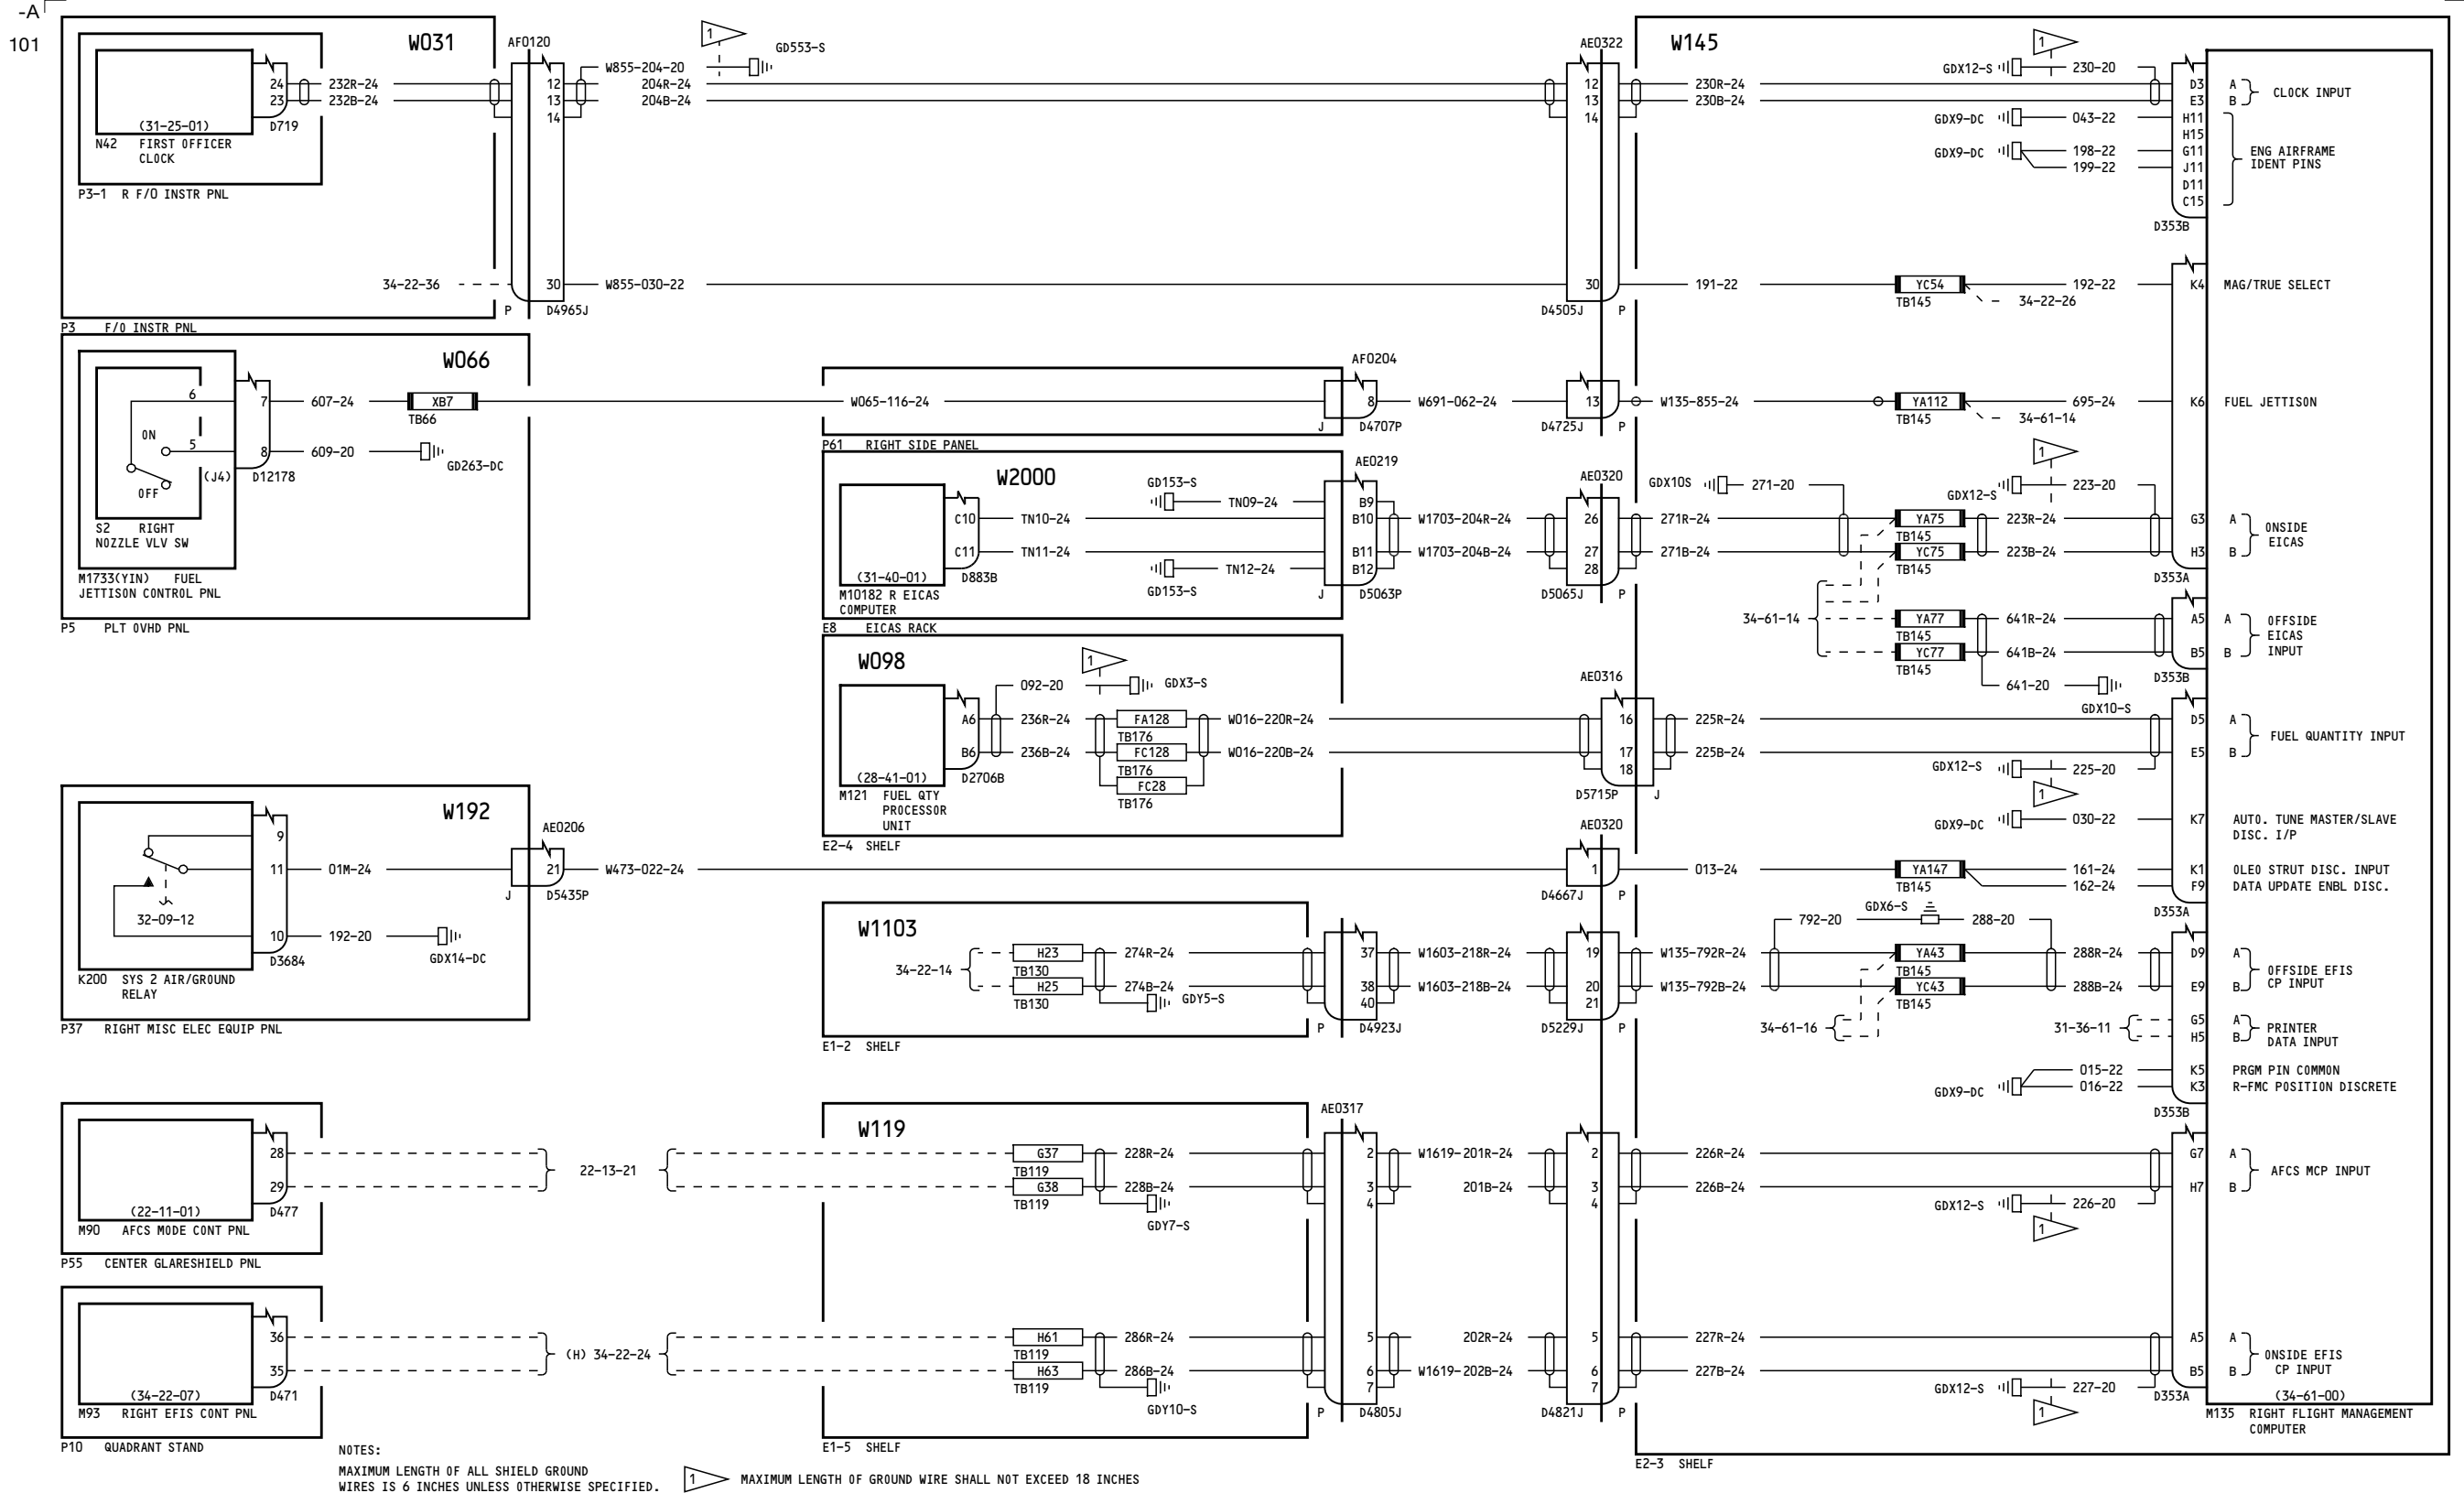 -A
101
W031
AF0120
W855-204-20
1
GD553-S
AE0322
W145
1
GDX12-S
230-20
24
232R-24
12
204R-24
12
230R-24
D3
A
23
232B-24
13
204B-24
13
230B-24
E3
B
CLOCK INPUT
14
14
GDX9-DC
043-22
H11
(31-25-01)
D719
H15
N42
FIRST OFFICER
CLOCK
GDX9-DC
198-22
G11
ENG AIRFRAME
IDENT PINS
199-22
J11
D11
P3-1
R F/O INSTR PNL
C15
D353B
34-22-36
30
W855-030-22
30
191-22
YC54
192-22
K4
MAG/TRUE SELECT
TB145
34-22-26
P
D4965J
D4505J
P
P3
F/O INSTR PNL
W066
AF0204
6
7
607-24
XB7
TB66
W065-116-24
8
W691-062-24
13
W135-855-24
YA112
695-24
K6
FUEL JETTISON
TB145
34-61-14
J
D4707P
D4725J
P
ON
5
8
609-20
GD263-DC
OFF
(J4)
D12178
S2
RIGHT
NOZZLE VLV SW
M1733(YIN)
FUEL
JETTISON CONTROL PNL
P5
PLT OVHD PNL
P61
RIGHT SIDE PANEL
W2000
AE0219
AE0320
1
GD153-S
TN09-24
B9
GDX10S
271-20
GDX12-S
223-20
C10
TN10-24
B10
W1703-204R-24
26
271R-24
YA75
223R-24
G3
A
TB145
ONSIDE
EICAS
C11
TN11-24
B11
W1703-204B-24
27
271B-24
YC75
223B-24
H3
B
TB145
TN12-24
B12
28
(31-40-01)
D883B
GD153-S
J
D5063P
D5065J
P
D353A
M10182 R EICAS
COMPUTER
E8
EICAS RACK
34-61-14
YA77
641R-24
A5
A
OFFSIDE
EICAS
INPUT
TB145
YC77
641B-24
B5
B
TB145
D353B
641-20
GDX10-S
W098
1
092-20
GDX3-S
AE0316
A6
236R-24
FA128
W016-220R-24
16
225R-24
D5
A
TB176
FUEL QUANTITY INPUT
B6
236B-24
FC128
W016-220B-24
17
225B-24
E5
B
TB176
18
GDX12-S
225-20
(28-41-01)
D2706B
FC28
TB176
M121
FUEL QTY
PROCESSOR
UNIT
D5715P
J
1
E2-4
SHELF
GDX9-DC
030-22
K7
AUTO. TUNE MASTER/SLAVE
DISC. I/P
W192
AE0206
AE0320
9
11
01M-24
21
W473-022-24
1
013-24
YA147
161-24
K1
OLEO STRUT DISC. INPUT
TB145
162-24
F9
DATA UPDATE ENBL DISC.
J
D5435P
D4667J
P
D353A
32-09-12
10
192-20
GDX14-DC
D3684
K200
SYS 2 AIR/GROUND
RELAY
P37
RIGHT MISC ELEC EQUIP PNL
W1103
792-20
GDX6-S
288-20
34-22-14
H23
274R-24
37
W1603-218R-24
19
W135-792R-24
YA43
288R-24
D9
A
TB130
TB145
OFFSIDE EFIS
CP INPUT
H25
274B-24
38
W1603-218B-24
20
W135-792B-24
YC43
288B-24
E9
B
TB130
GDY5-S
40
21
TB145
P
D4923J
D5229J
P
E1-2
SHELF
34-61-16
31-36-11
G5
A
H5
B
PRINTER
DATA INPUT
015-22
K5
PRGM PIN COMMON
GDX9-DC
016-22
K3
R-FMC POSITION DISCRETE
D353B
W119
AE0317
28
22-13-21
G37
228R-24
2
W1619-201R-24
2
226R-24
G7
A
TB119
AFCS MCP INPUT
29
G38
228B-24
3
201B-24
3
226B-24
H7
B
TB119
GDY7-S
4
4
GDX12-S
226-20
1
(22-11-01)
D477
M90
AFCS MODE CONT PNL
P55
CENTER GLARESHIELD PNL
36
(H) 34-22-24
H61
286R-24
5
202R-24
5
227R-24
A5
A
TB119
ONSIDE EFIS
CP INPUT
35
H63
286B-24
6
W1619-202B-24
6
227B-24
B5
B
TB119
GDY10-S
7
7
GDX12-S
227-20
D353A
1
(34-22-07)
D471
P
D4805J
D4821J
P
(34-61-00)
M93
RIGHT EFIS CONT PNL
M135
RIGHT FLIGHT MANAGEMENT
COMPUTER
P10
QUADRANT STAND
E1-5
SHELF
E2-3
SHELF
NOTES:
MAXIMUM LENGTH OF ALL SHIELD GROUND
WIRES IS 6 INCHES UNLESS OTHERWISE SPECIFIED.
1
MAXIMUM LENGTH OF GROUND WIRE SHALL NOT EXCEED 18 INCHES